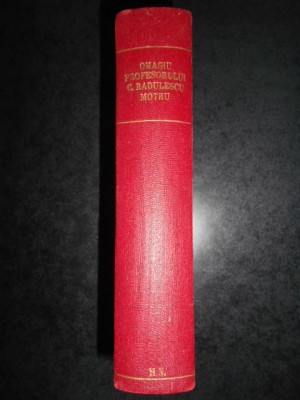 OMAGIU
PROFESORULUI
C. RADULESCU
MOTRU
H.N.